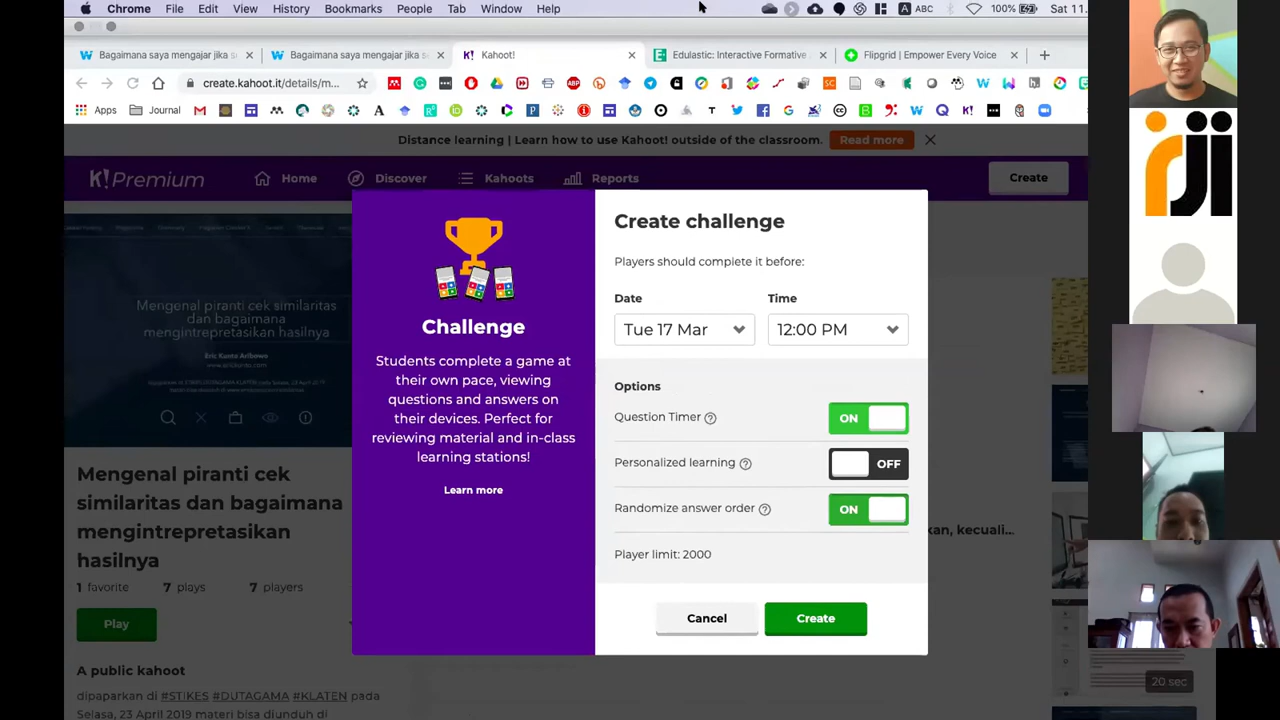 Chrome File Edit View History Bookmarks People Tab Window Help
ABC 100% Sat 11.
Bagaimana saya mengajar jika se
Bagaimana saya mengajar jika se
Kahoot!
Edulastic: Interactive Formative
Flipgrid | Empower Every Voice
create.kahoot.it/details/m...
Apps Journal
Distance learning | Learn how to use Kahoot! outside of the classroom. Read more
K!Premium Home Discover Kahoots Reports Create
Mengenal piranti cek similaritas
dan bagaimana
mengintrepretasikan hasilnya
Eric Kunto Aribowo
Mengenal piranti cek
similaritas dan bagaimana
mengintrepretasikan
hasilnya
1 favorite 7 plays 7 players
Play
A public kahoot
dipaparkan di #STIKES #DUTAGAMA #KLATEN pada
Selasa, 23 April 2019 materi bisa diunduh di
Challenge
Students complete a game at
their own pace, viewing
questions and answers on
their devices. Perfect for
reviewing material and in-class
learning stations!
Learn more
Create challenge
Players should complete it before:
Date Time
Tue 17 Mar 12:00 PM
Options
Question Timer ON
Personalized learning OFF
Randomize answer order ON
Player limit: 2000
Cancel Create
kan, kecuali...
20 sec
rji